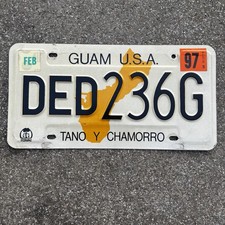 FEB
GUAM U.S.A.
97
DED236G
TANO Y CHAMORRO